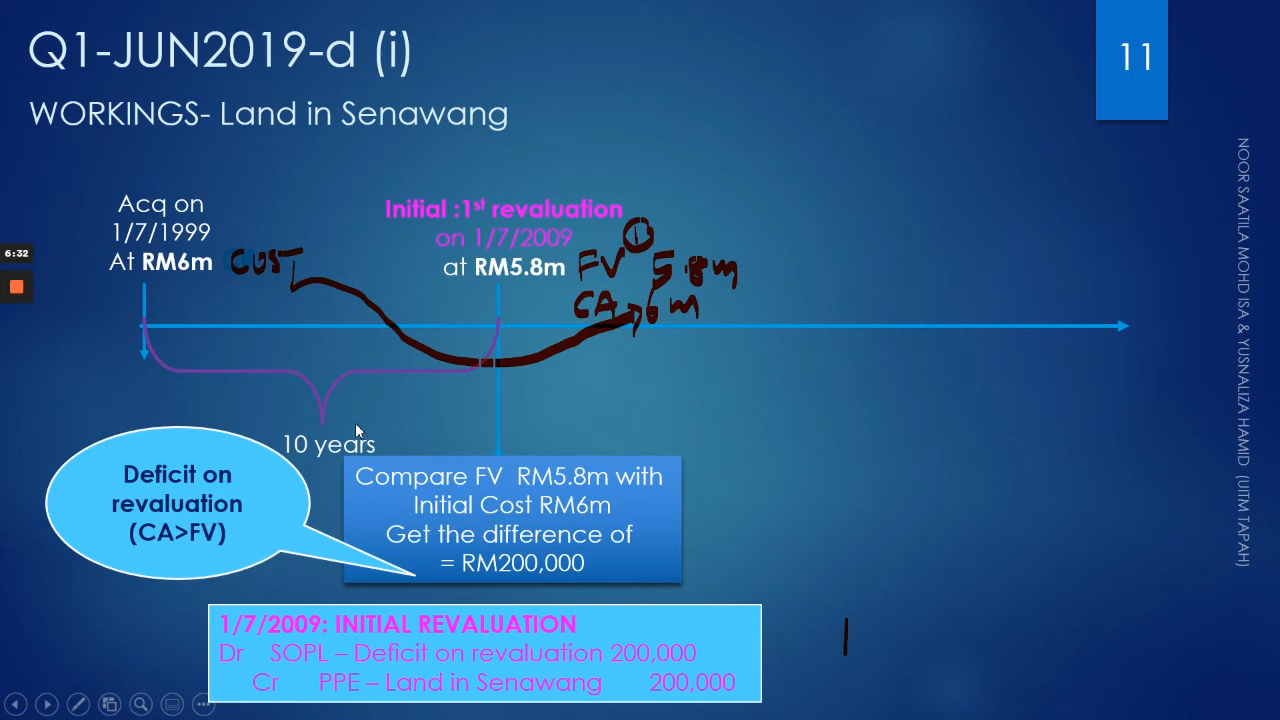 Q1-JUN2019-d (i)
11
WORKINGS- Land in Senawang
Acq on
1/7/1999
At RM6m
COST
Initial :1st revaluation
on 1/7/2009
at RM5.8m
1
FV 5.8m
CA 6m
6:32
10 years
Deficit on
revaluation
(CA>FV)
Compare FV RM5.8m with
Initial Cost RM6m
Get the difference of
= RM200,000
1/7/2009: INITIAL REVALUATION
Dr SOPL – Deficit on revaluation 200,000
Cr PPE – Land in Senawang 200,000
NOOR SAATILA MOHD ISA & YUSNALIZA HAMID (UITM TAPAH)